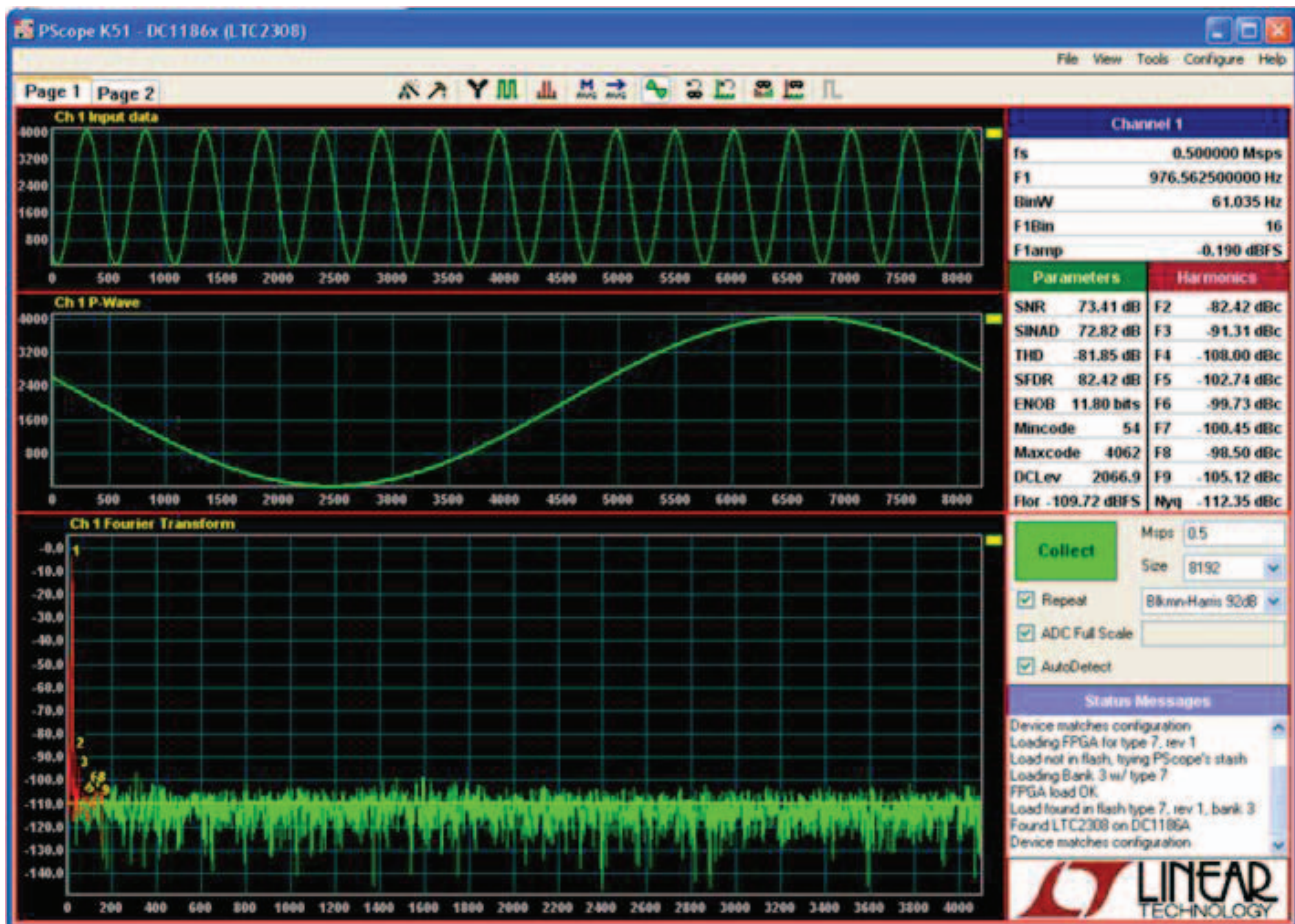 PScope K51 - DC1186x (LTC2308)
File View Tools Configure Help
Page 1 Page 2
Ch 1 Input data
4000
3200
2400
1600
800
0 500 1000 1500 2000 2500 3000 3500 4000 4500 5000 5500 6000 6500 7000 7500 8000
Ch 1 P-Wave
4000
3200
2400
1600
800
0 500 1000 1500 2000 2500 3000 3500 4000 4500 5000 5500 6000 6500 7000 7500 8000
Ch 1 Fourier Transform
-0.0
-10.0
-20.0
-30.0
-40.0
-50.0
-60.0
-70.0
-80.0
-90.0
-100.0
-110.0
-120.0
-130.0
-140.0
1
2
3
68
0 200 400 600 800 1000 1200 1400 1600 1800 2000 2200 2400 2600 2800 3000 3200 3400 3600 3800 4000
Channel 1
fs 0.500000 Msps
F1 976.562500000 Hz
BinW 61.035 Hz
F1Bin 16
F1amp -0.190 dBFS
Parameters Harmonics
SNR 73.41 dB F2 -82.42 dBc
SINAD 72.82 dB F3 -91.31 dBc
THD -81.85 dB F4 -108.00 dBc
SFDR 82.42 dB F5 -102.74 dBc
ENOB 11.80 bits F6 -99.73 dBc
Mincode 54 F7 -100.45 dBc
Maxcode 4062 F8 -98.50 dBc
DCLev 2066.9 F9 -105.12 dBc
Flor -109.72 dBFS Nyq -112.35 dBc
Collect
Msps 0.5
Size 8192
Repeat Blkmn-Harris 92dB
ADC Full Scale
AutoDetect
Status Messages
Device matches configuration
Loading FPGA for type 7, rev 1
Load not in flash, trying PScope's stash
Loading Bank 3 w/ type 7
FPGA load OK
Load found in flash type 7, rev 1, bank 3
Found LTC2308 on DC1186A
Device matches configuration
LINEAR
TECHNOLOGY